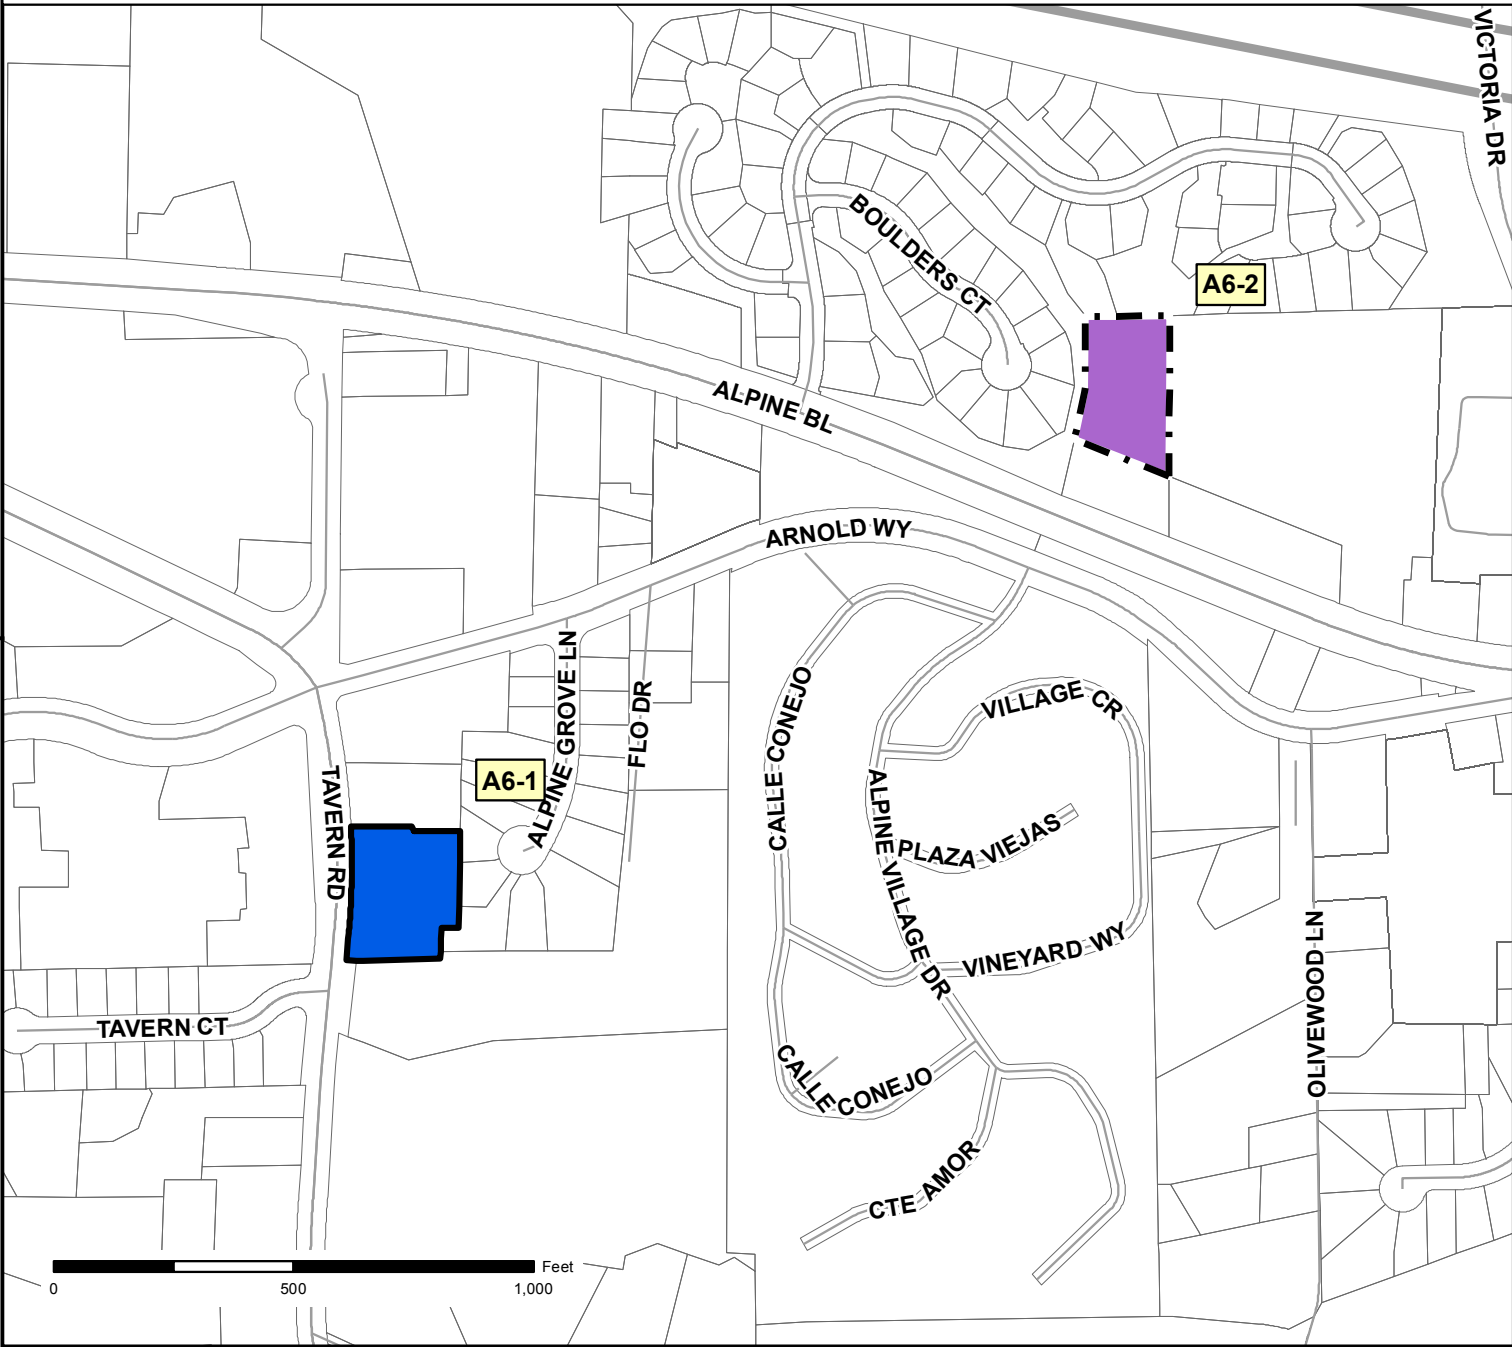 VICTORIA DR
BOULDERS CT
A6-2
ALPINE BL
ARNOLD WY
ALPINE GROVE LN
FLO DR
CALLE CONEJO
VILLAGE CR
A6-1
TAVERN RD
ALPINE VILLAGE DR
PLAZA VIEJAS
VINEYARD WY
OLIVEWOOD LN
TAVERN CT
CALLE CONEJO
CTE AMOR
Feet
0 500 1,000